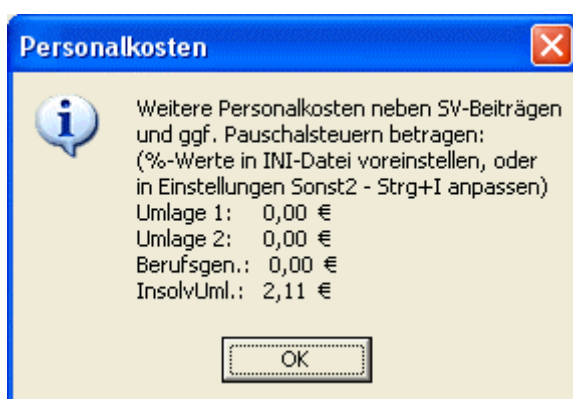 Personalkosten
Weitere Personalkosten neben SV-Beiträgen
und ggf. Pauschalsteuern betragen:
(%-Werte in INI-Datei voreinstellen, oder
in Einstellungen Sonst2 - Strg+I anpassen)
Umlage 1: 0,00 €
Umlage 2: 0,00 €
Berufsgen.: 0,00 €
InsolvUml.: 2,11 €
OK